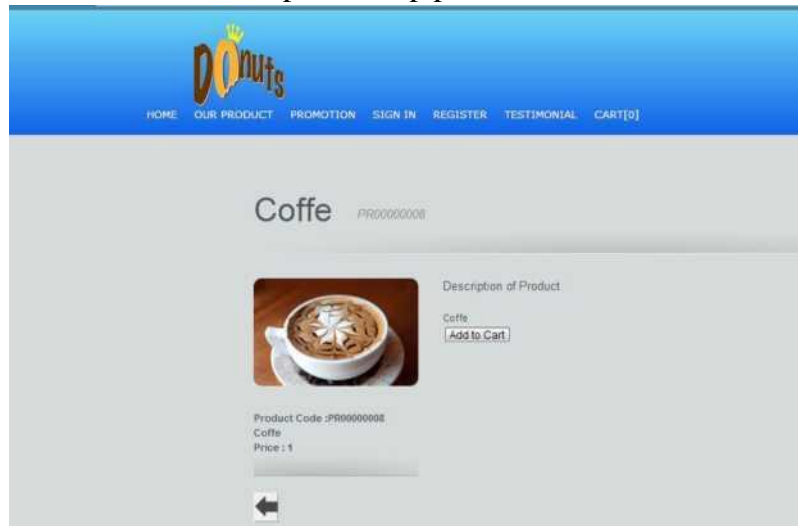 DOnuts
HOME OUR PRODUCT PROMOTION SIGN IN REGISTER TESTIMONIAL CART[0]
Coffe PR00000008
Description of Product
Coffe
Add to Cart
Product Code :PR00000008
Coffe
Price : 1